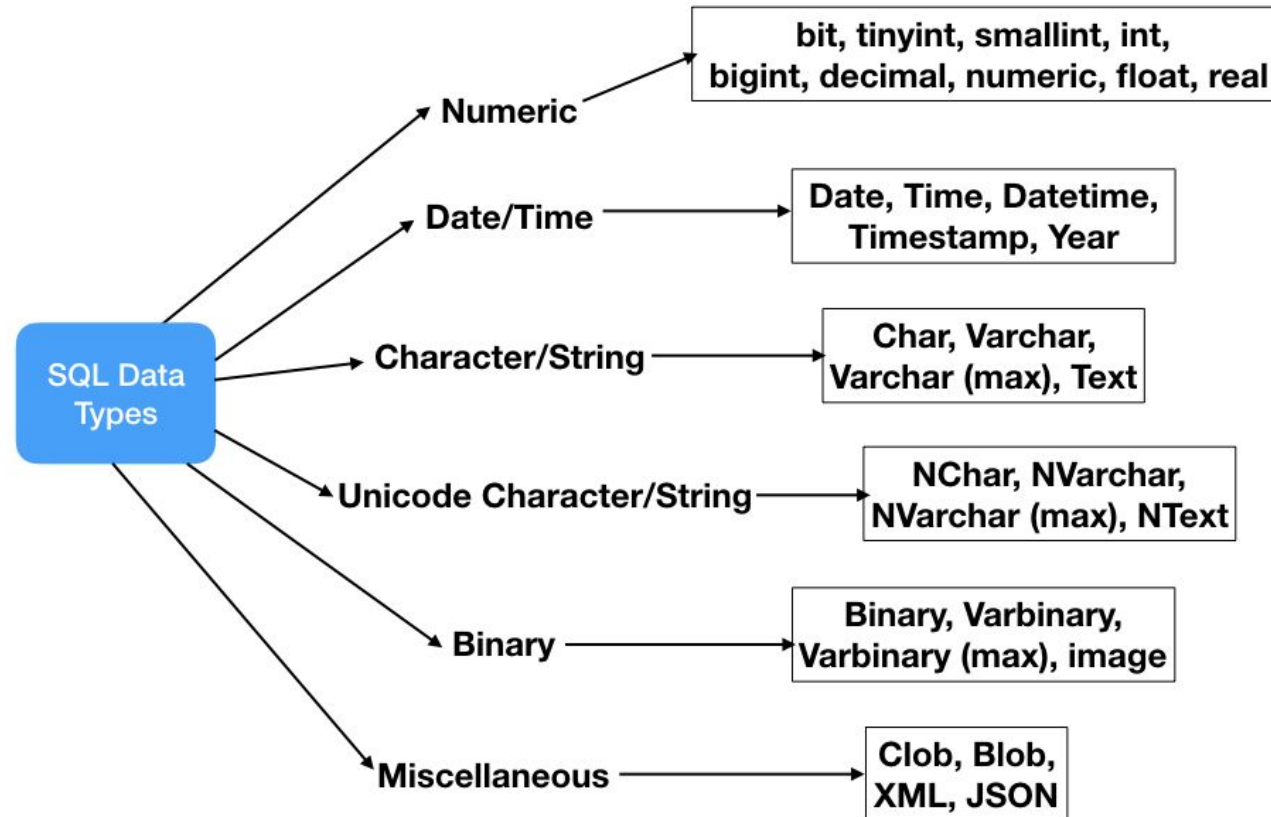 bit, tinyint, smallint, int,
bigint, decimal, numeric, float, real
Numeric
Date/Time
Date, Time, Datetime,
Timestamp, Year
SQL Data
Types
Character/String
Char, Varchar,
Varchar (max), Text
Unicode Character/String
NChar, NVarchar,
NVarchar (max), NText
Binary
Binary, Varbinary,
Varbinary (max), image
Miscellaneous
Clob, Blob,
XML, JSON